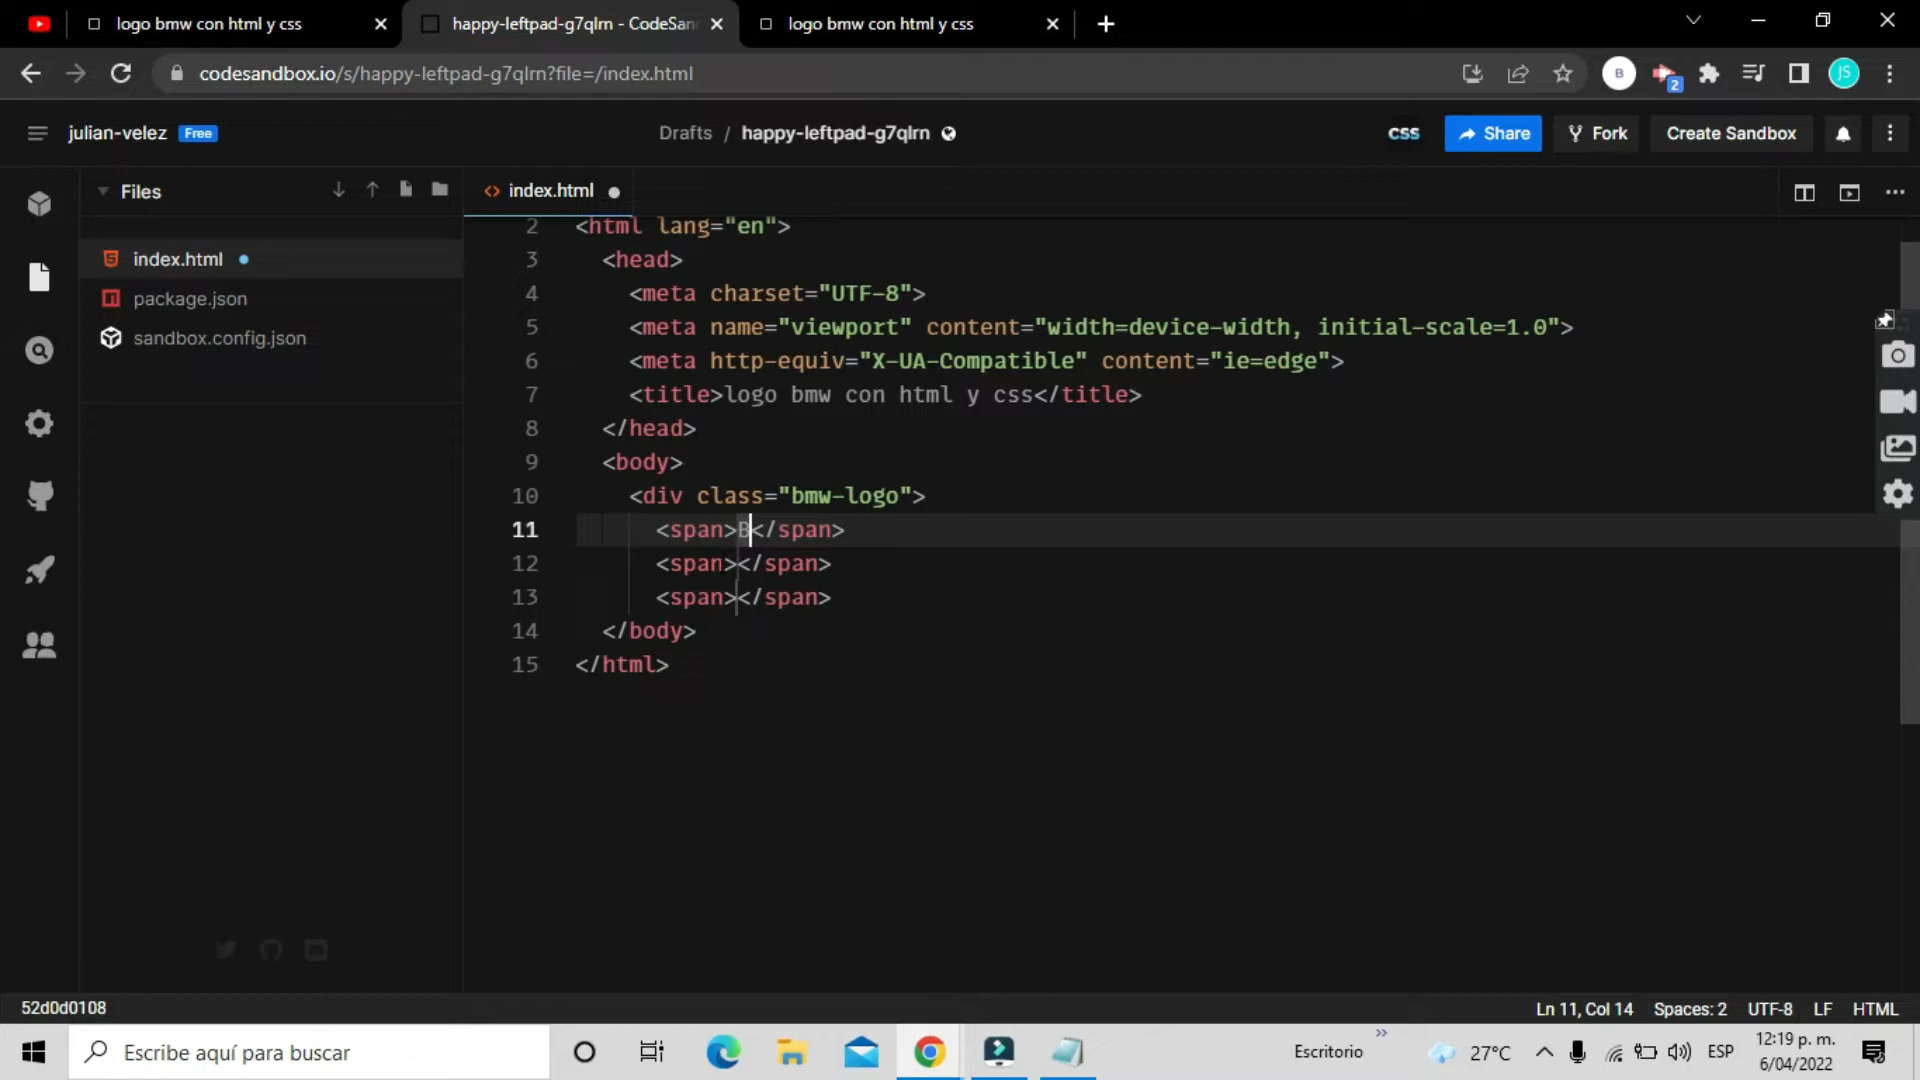 logo bmw con html y css
happy-leftpad-g7qlrn - CodeSan
logo bmw con html y css
codesandbox.io/s/happy-leftpad-g7qlrn?file=/index.html
B
2
JS
julian-velez Free
Drafts / happy-leftpad-g7qlrn
CSS
Share
Fork
Create Sandbox
Files
index.html
index.html
package.json
sandbox.config.json
2 <html lang="en">
3 <head>
4 <meta charset="UTF-8">
5 <meta name="viewport" content="width=device-width, initial-scale=1.0">
6 <meta http-equiv="X-UA-Compatible" content="ie=edge">
7 <title>logo bmw con html y css</title>
8 </head>
9 <body>
10 <div class="bmw-logo">
11 <span>B</span>
12 <span></span>
13 <span></span>
14 </body>
15 </html>
52d0d0108
Ln 11, Col 14 Spaces: 2 UTF-8 LF HTML
Escribe aquí para buscar
Escritorio
27°C
ESP
12:19 p. m.
6/04/2022